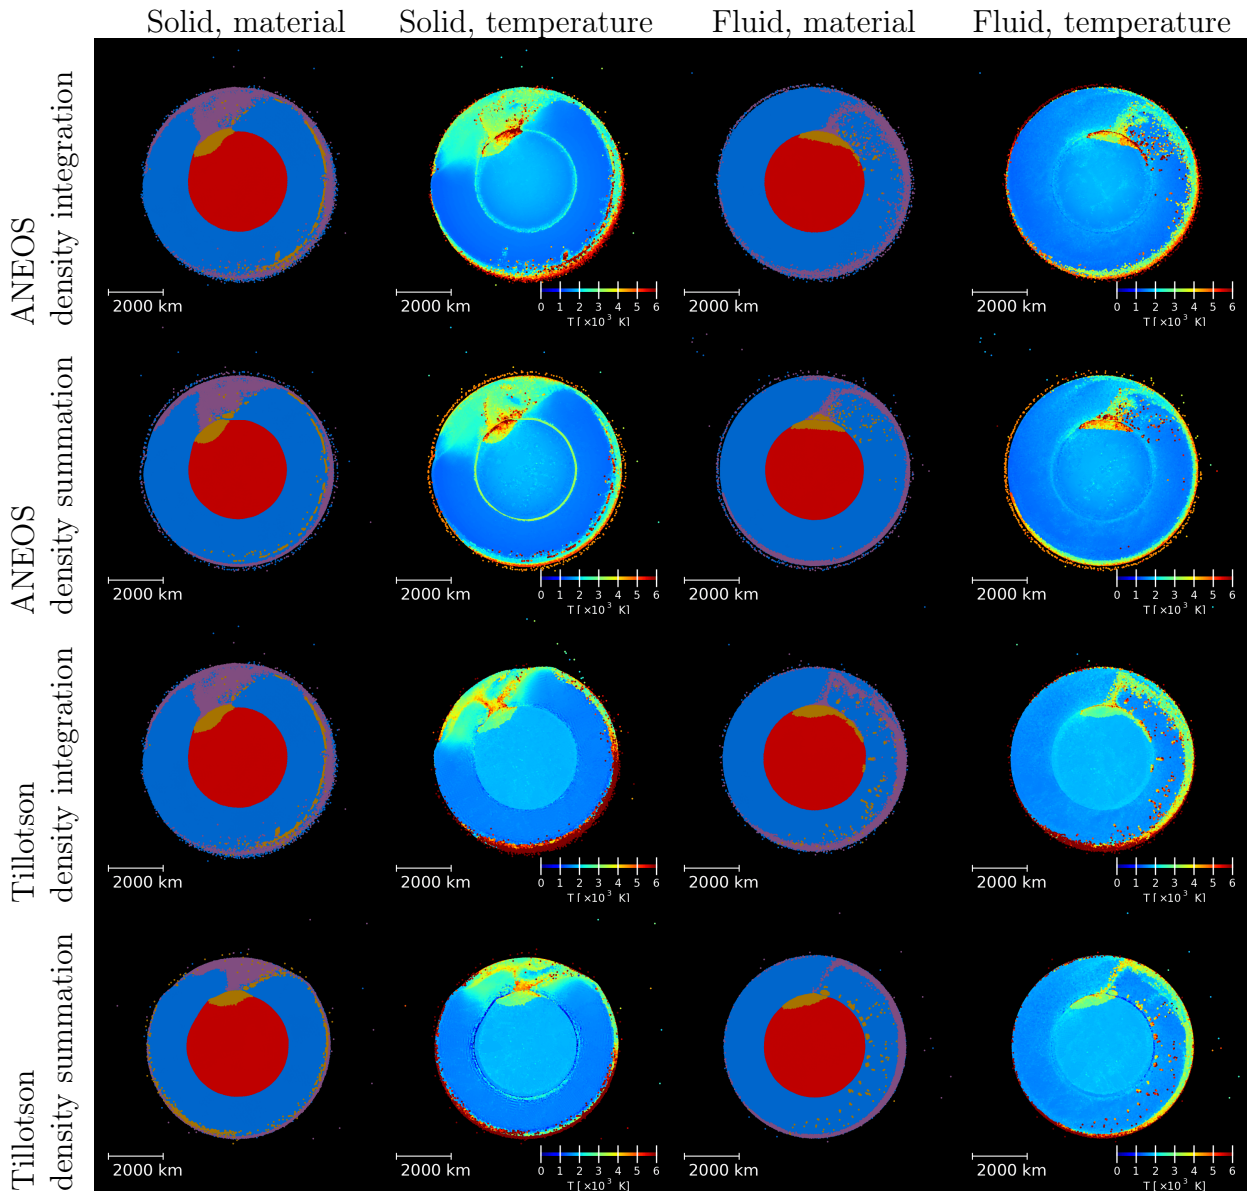 Solid, material
Solid, temperature
Fluid, material
Fluid, temperature
ANEOS
density integration
2000 km
2000 km
0 1 2 3 4 5 6
T [×10³ K]
2000 km
2000 km
0 1 2 3 4 5 6
T [×10³ K]
ANEOS
density summation
2000 km
2000 km
0 1 2 3 4 5 6
T [×10³ K]
2000 km
2000 km
0 1 2 3 4 5 6
T [×10³ K]
Tillotson
density integration
2000 km
2000 km
0 1 2 3 4 5 6
T [×10³ K]
2000 km
2000 km
0 1 2 3 4 5 6
T [×10³ K]
Tillotson
density summation
2000 km
2000 km
0 1 2 3 4 5 6
T [×10³ K]
2000 km
2000 km
0 1 2 3 4 5 6
T [×10³ K]